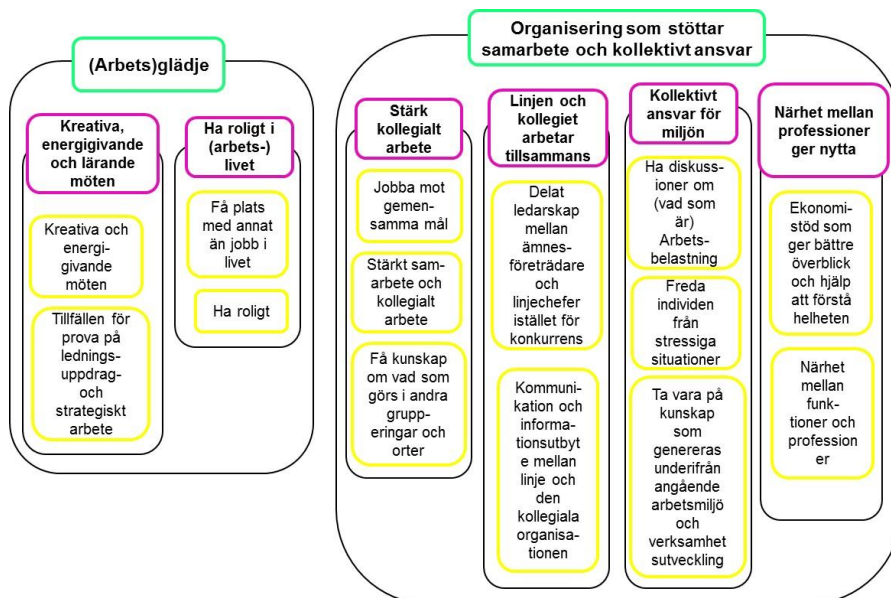 (Arbets)glädje
Kreativa,
energigivande
och lärande
möten
Kreativa och
energi-
givande
möten
Tillfällen för
prova på
lednings-
uppdrag-
och
strategiskt
arbete
Ha roligt i
(arbets-)
livet
Få plats
med annat
än jobb i
livet
Ha roligt
Organisering som stöttar
samarbete och kollektivt ansvar
Stärk
kollegialt
arbete
Jobba mot
gemen-
samma mål
Stärkt sam-
arbete och
kollegialt
arbete
Få kunskap
om vad som
görs i andra
grupp-
eringar och
orter
Linjen och
kollegiet
arbetar
tillsammans
Delat
ledarskap
mellan
ämnes-
företrädare
och
linjechefer
istället för
konkurrens
Kommuni-
kation och
informationsutbyt
e mellan
linje och
den
kollegiala
organisa-
tionen
Kollektivt
ansvar för
miljön
Ha diskuss-
ioner om
(vad som
är)
Arbets-
belastning
Freda
individen
från
stressiga
situationer
Ta vara på
kunskap
som
genereras
underifrån
angående
arbetsmiljö
och
verksamhet
sutveckling
Närhet mellan
professioner
ger nytta
Ekonomi-
stöd som
ger bättre
överblick
och hjälp
att förstå
helheten
Närhet
mellan
funk-
tioner och
profession
er